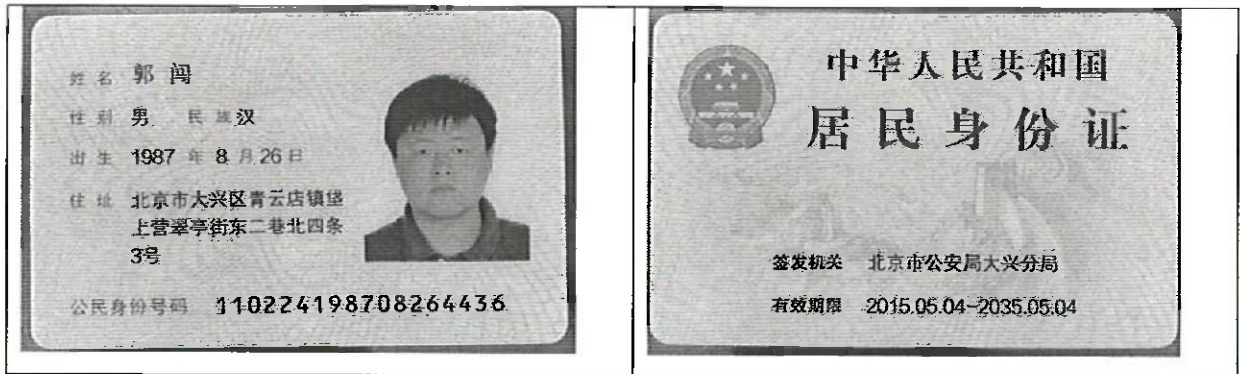 姓名 郭闯
性别 男 民族 汉
出生 1987 年 8 月 26 日
住址 北京市大兴区青云店镇垡
上营翠亭街东二巷北四条
3号
公民身份号码 110224198708264436
中华人民共和国
居民身份证
签发机关 北京市公安局大兴分局
有效期限 2015.05.04-2035.05.04